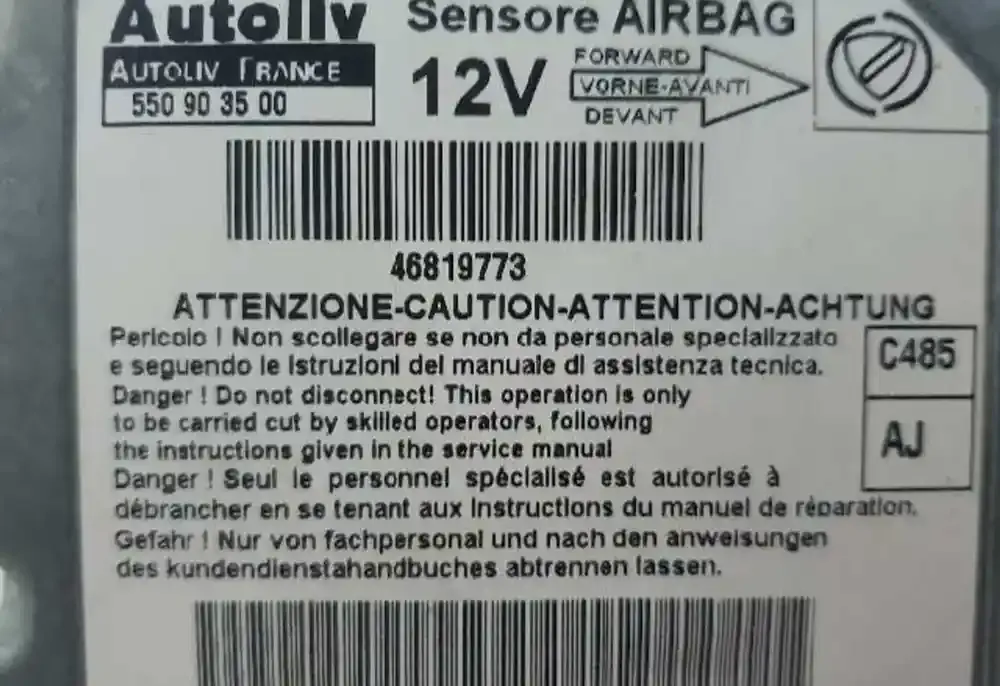 Autoliv
Sensore AIRBAG
AUTOLIV FRANCE
550 90 35 00
12V
FORWARD
VORNE-AVANTI
DEVANT
46819773
ATTENZIONE-CAUTION-ATTENTION-ACHTUNG
Pericolo ! Non scollegare se non da personale specializzato
e seguendo le istruzioni del manuale di assistenza tecnica.
C485
Danger ! Do not disconnect! This operation is only
to be carried cut by skilled operators, following
the instructions given in the service manual
AJ
Danger ! Seul le personnel spécialisé est autorisé à
débrancher en se tenant aux instructions du manuel de réparation.
Gefahr ! Nur von fachpersonal und nach den anweisungen
des kundendienstahandbuches abtrennen lassen.